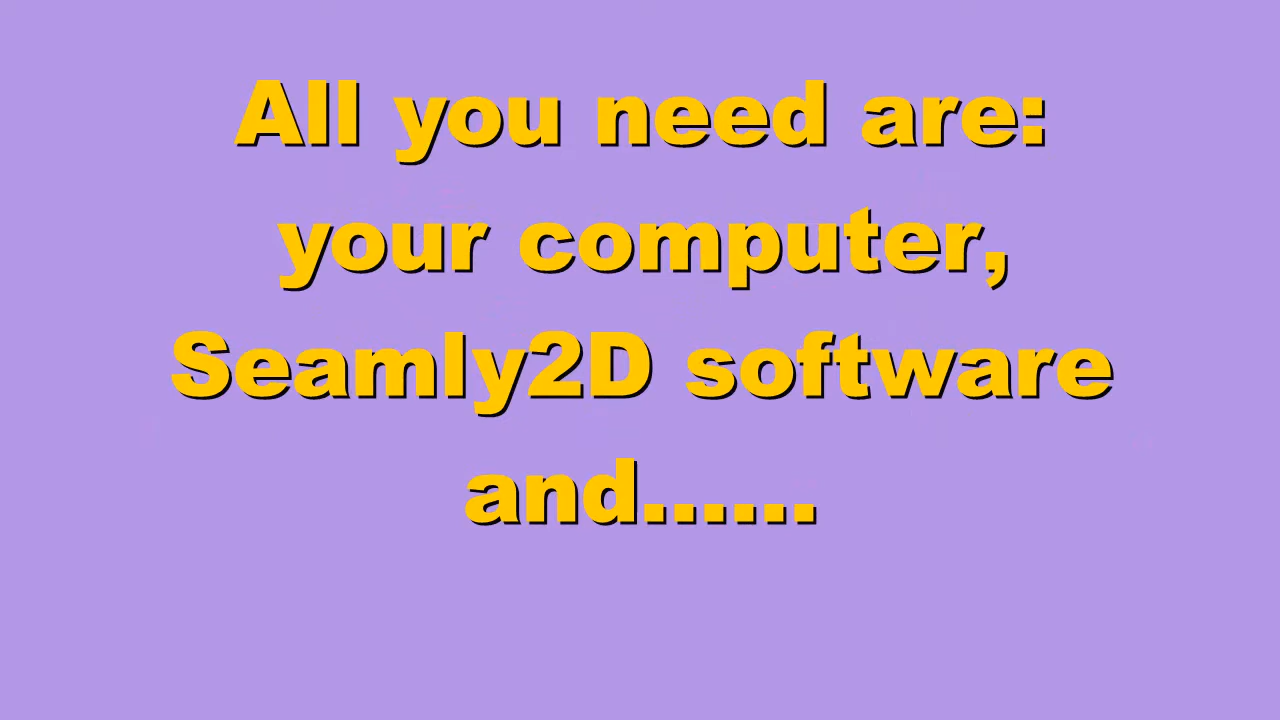 All you need are:
your computer,
Seamly2D software
and......